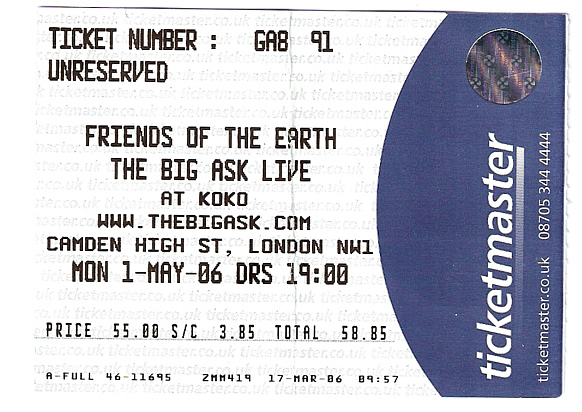 TICKET NUMBER : GAB 91
UNRESERVED
FRIENDS OF THE EARTH
THE BIG ASK LIVE
AT KOKO
WWW.THEBIGASK.COM
CAMDEN HIGH ST, LONDON NW1
MON 1-MAY-06 DRS 19:00
PRICE 55.00 S/C 3.85 TOTAL 58.85
A-FULL 46-11695 ZMM419 17-MAR-06 09:57
ticketmaster
ticketmaster.co.uk 08705 344 4444